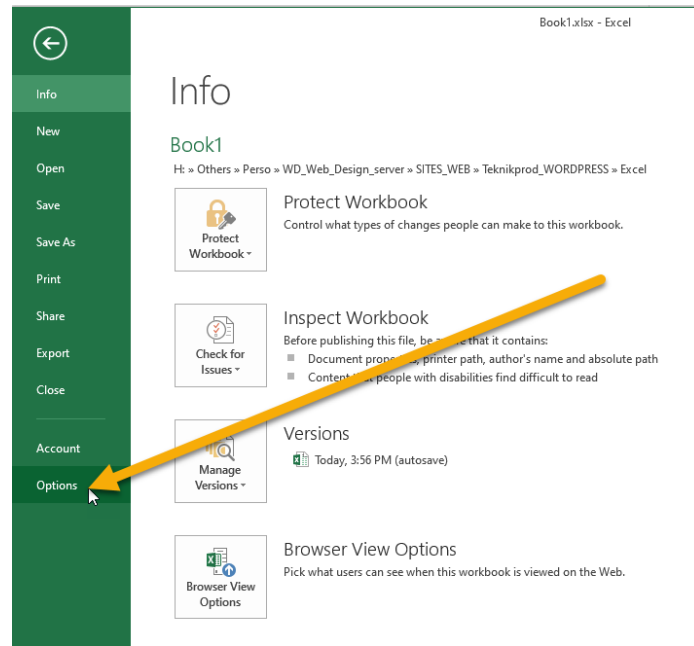 Book1.xlsx - Excel
Info
New
Open
Save
Save As
Print
Share
Export
Close
Account
Options
Info
Book1
H: » Others » Perso » WD_Web_Design_server » SITES_WEB » Teknikprod_WORDPRESS » Excel
Protect
Workbook
Protect Workbook
Control what types of changes people can make to this workbook.
Check for
Issues
Inspect Workbook
Before publishing this file, be that it contains:
Document printer path, author's name and absolute path
Content people with disabilities find difficult to read
Manage
Versions
Versions
Today, 3:56 PM (autosave)
Browser View
Options
Browser View Options
Pick what users can see when this workbook is viewed on the Web.